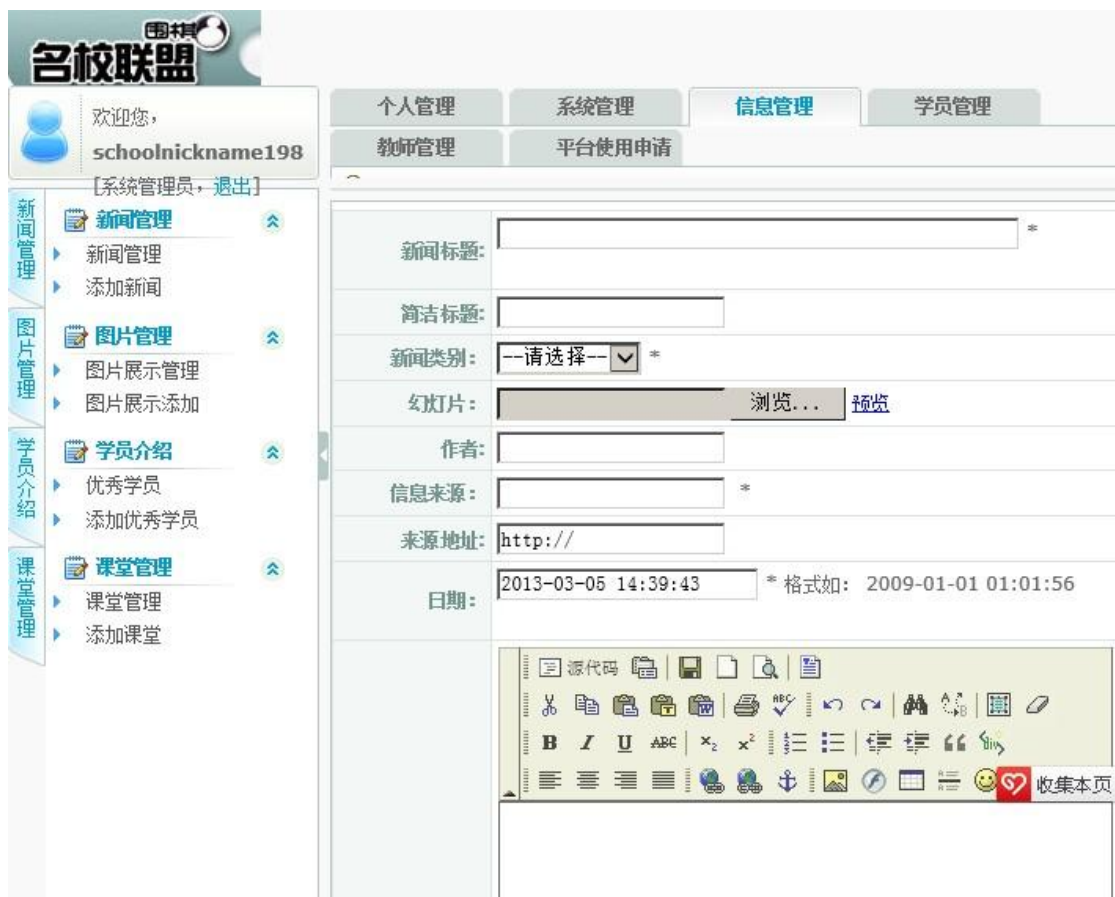 围棋
名校联盟
欢迎您，
schoolnickname198
[系统管理员，退出]
个人管理 系统管理 信息管理 学员管理
教师管理 平台使用申请
新闻管理
图片管理
学员介绍
课堂管理
新闻管理
新闻管理
添加新闻
图片管理
图片展示管理
图片展示添加
学员介绍
优秀学员
添加优秀学员
课堂管理
课堂管理
添加课堂
新闻标题: *
简洁标题:
新闻类别： --请选择-- *
幻灯片： 浏览... 预览
作者:
信息来源： *
来源地址: http://
日期： 2013-03-05 14:39:43 * 格式如： 2009-01-01 01:01:56
源代码
B I U ABC x₂ x²
收集本页